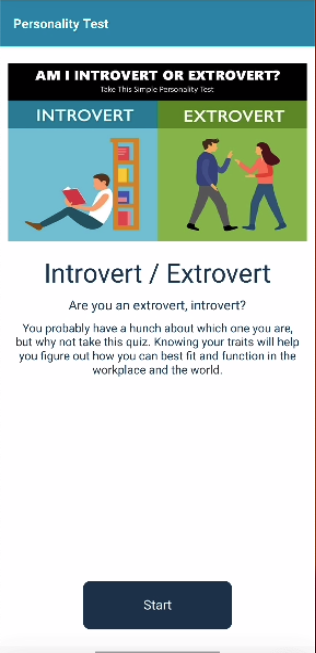 Personality Test
AM I INTROVERT OR EXTROVERT?
Take This Simple Personality Test
INTROVERT
EXTROVERT
Introvert / Extrovert
Are you an extrovert, introvert?
You probably have a hunch about which one you are,
but why not take this quiz. Knowing your traits will help
you figure out how you can best fit and function in the
workplace and the world.
Start